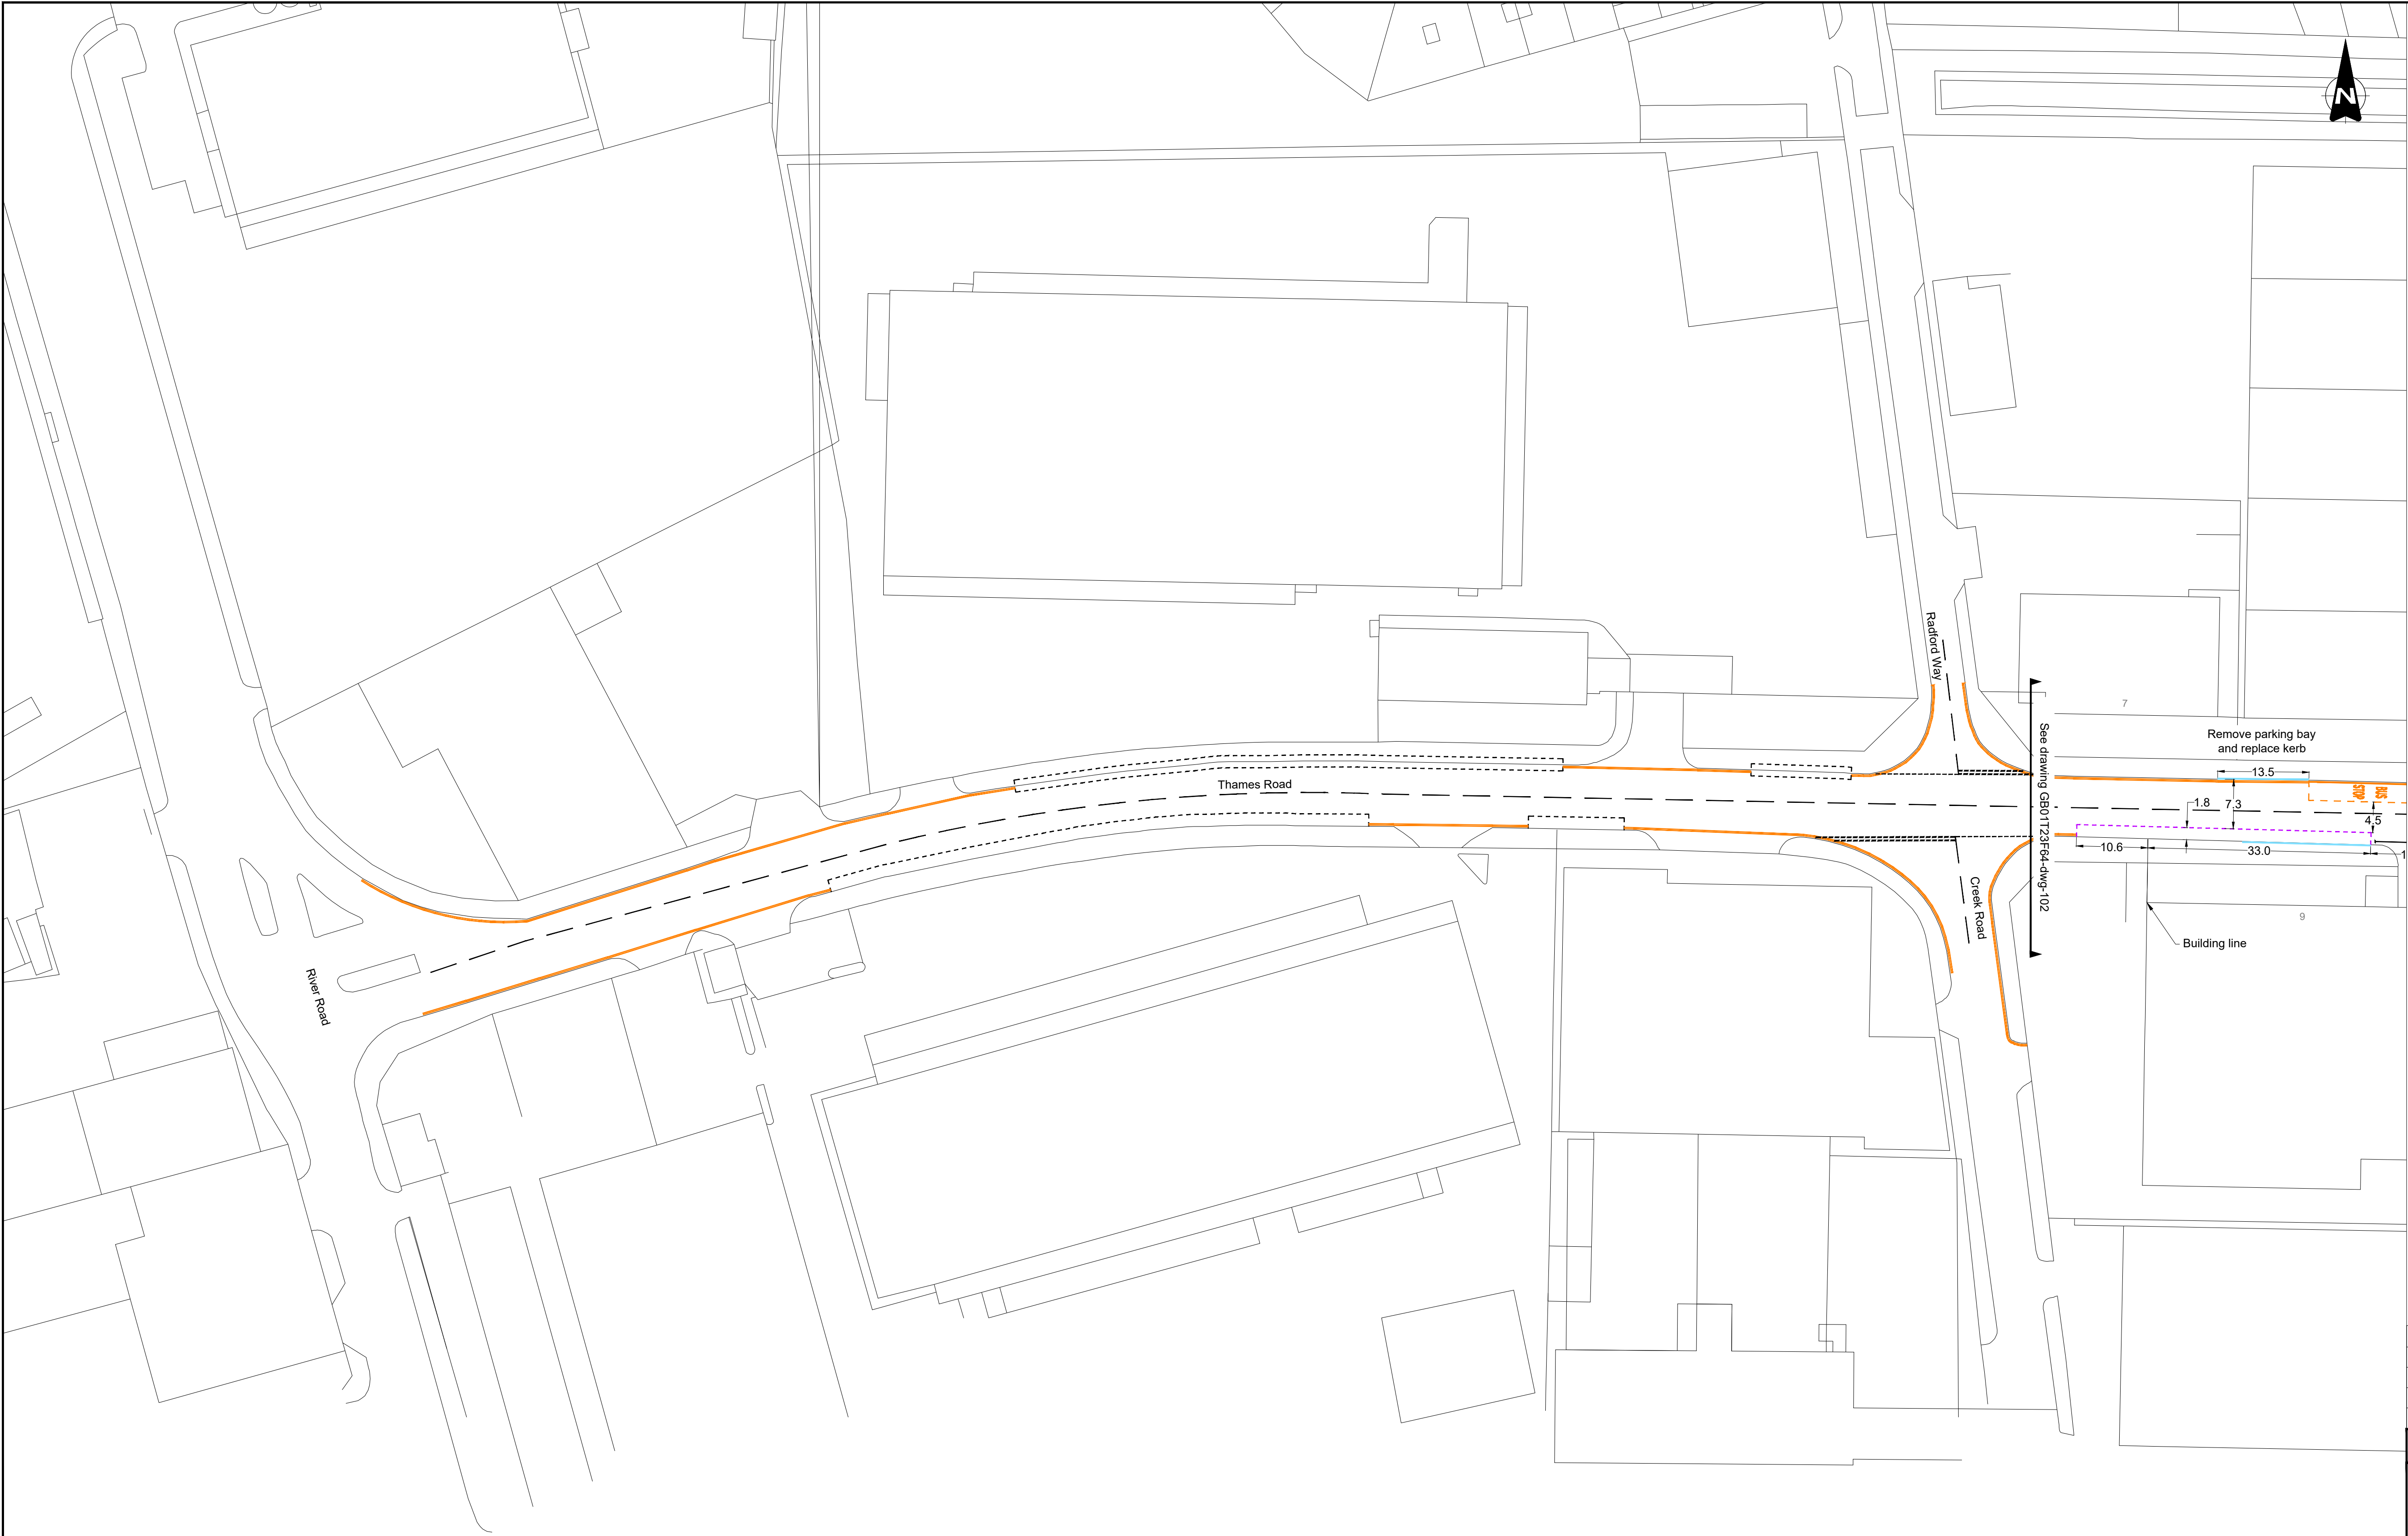 N
Radford Way
7
See drawing GB01T23F64-dwg-102
Remove parking bay
and replace kerb
13.5
Thames Road
BUS
STOP
1.8
7.3
4.5
10.6
33.0
1
Creek Road
9
Building line
River Road